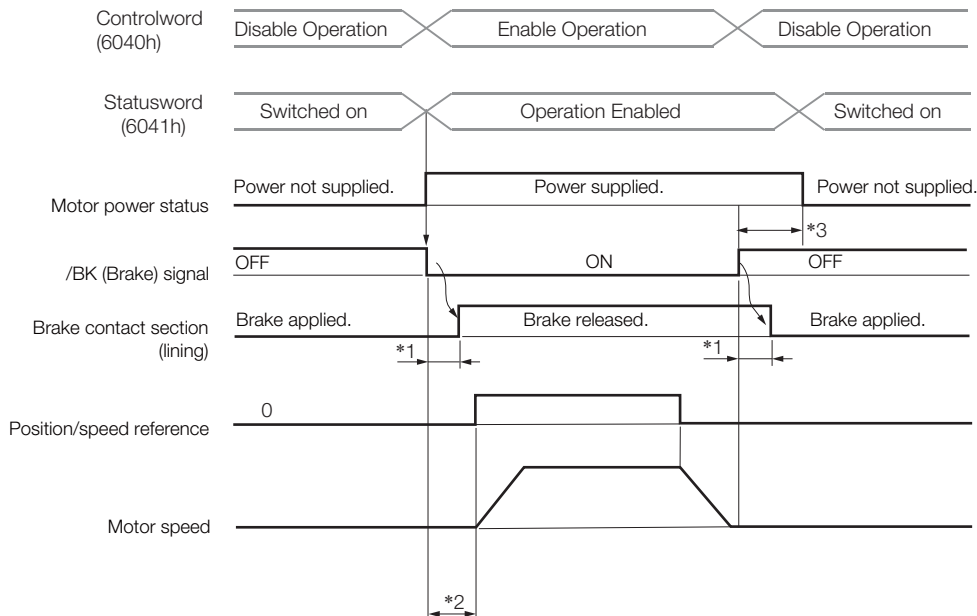 Controlword
(6040h)
Disable Operation
Enable Operation
Disable Operation
Statusword
(6041h)
Switched on
Operation Enabled
Switched on
Motor power status
Power not supplied.
Power supplied.
Power not supplied.
*3
/BK (Brake) signal
OFF
ON
OFF
Brake contact section
(lining)
Brake applied.
Brake released.
Brake applied.
*1
*1
Position/speed reference
0
Motor speed
*2